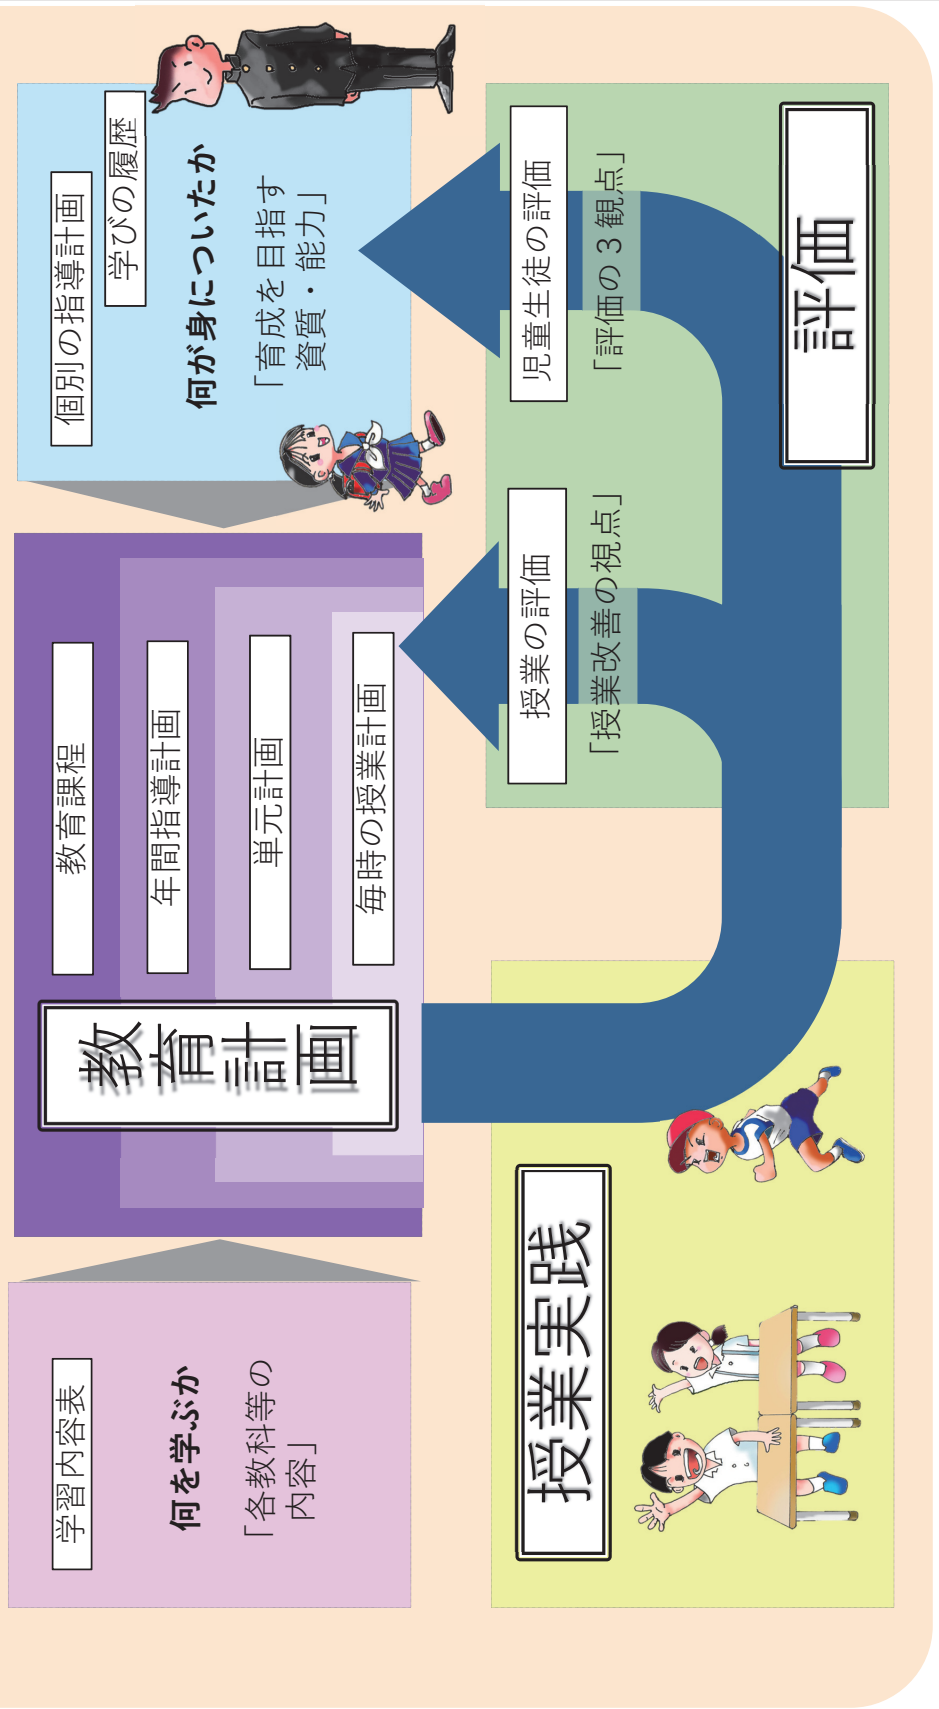 学習内容表
何を学ぶか
「各教科等の
内容」
教育計画
教育課程
年間指導計画
単元計画
毎時の授業計画
個別の指導計画
学びの履歴
何が身についたか
「育成を目指す
資質・能力」
授業実践
授業の評価
「授業改善の視点」
児童生徒の評価
「評価の３観点」
評価